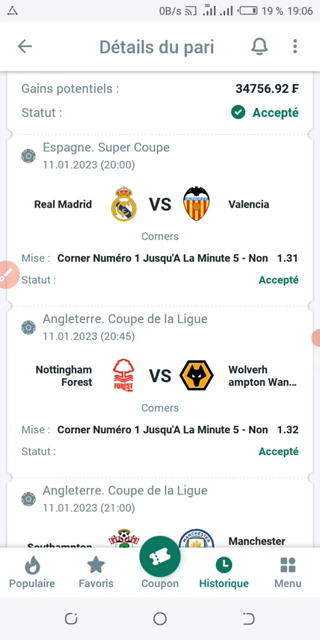 0B/s 3G 19 % 19:06
Détails du pari
Gains potentiels : 34756.92 F
Statut : Accepté
Espagne. Super Coupe
11.01.2023 (20:00)
Real Madrid VS Valencia
Corners
Mise : Corner Numéro 1 Jusqu'A La Minute 5 - Non 1.31
Statut : Accepté
Angleterre. Coupe de la Ligue
11.01.2023 (20:45)
Nottingham Forest VS Wolverh
ampton Wan...
FOREST
Corners
Mise : Corner Numéro 1 Jusqu'A La Minute 5 - Non 1.32
Statut : Accepté
Angleterre. Coupe de la Ligue
11.01.2023 (21:00)
Southampton Manchester
Populaire Favoris Coupon Historique Menu